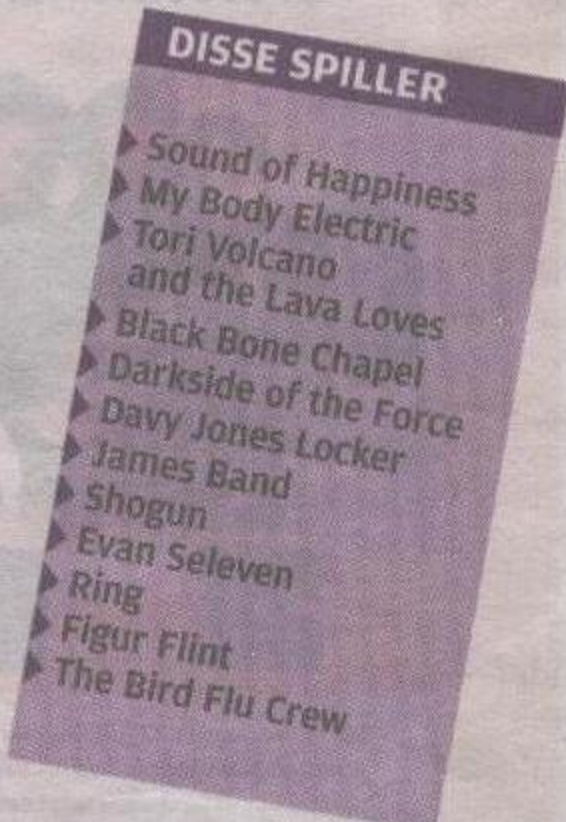 DISSE SPILLER
Sound of Happiness
My Body Electric
Tori Volcano
and the Lava Loves
Black Bone Chapel
Darkside of the Force
Davy Jones Locker
James Band
Shogun
Evan Seleven
Ring
Figur Flint
The Bird Flu Crew